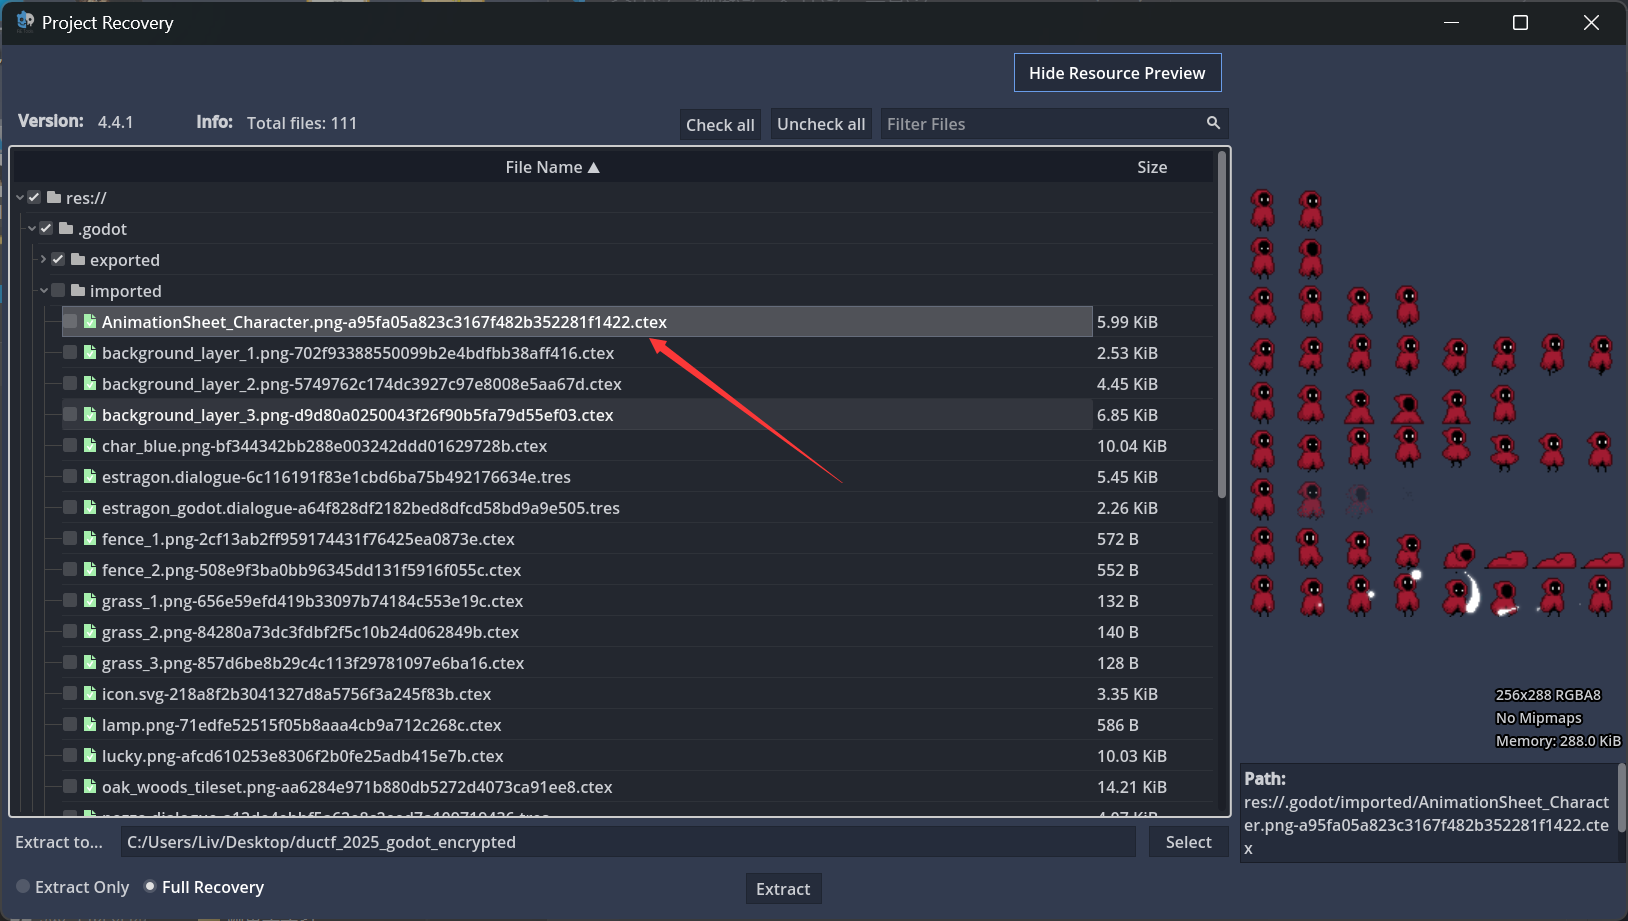 Project Recovery
Hide Resource Preview
Version: 4.4.1 Info: Total files: 111
Check all Uncheck all Filter Files
File Name ▲ Size
res://
.godot
exported
imported
AnimationSheet_Character.png-a95fa05a823c3167f482b352281f1422.ctex 5.99 KiB
background_layer_1.png-702f93388550099b2e4bdfbb38aff416.ctex 2.53 KiB
background_layer_2.png-5749762c174dc3927c97e8008e5aa67d.ctex 4.45 KiB
background_layer_3.png-d9d80a0250043f26f90b5fa79d55ef03.ctex 6.85 KiB
char_blue.png-bf344342bb288e003242ddd01629728b.ctex 10.04 KiB
estragon.dialogue-6c116191f83e1cbd6ba75b492176634e.tres 5.45 KiB
estragon_godot.dialogue-a64f828df2182bed8dfcd58bd9a9e505.tres 2.26 KiB
fence_1.png-2cf13ab2ff959174431f76425ea0873e.ctex 572 B
fence_2.png-508e9f3ba0bb96345dd131f5916f055c.ctex 552 B
grass_1.png-656e59efd419b33097b74184c553e19c.ctex 132 B
grass_2.png-84280a73dc3fdbf2f5c10b24d062849b.ctex 140 B
grass_3.png-857d6be8b29c4c113f29781097e6ba16.ctex 128 B
icon.svg-218a8f2b3041327d8a5756f3a245f83b.ctex 3.35 KiB
lamp.png-71edfe52515f05b8aaa4cb9a712c268c.ctex 586 B
lucky.png-afcd610253e8306f2b0fe25adb415e7b.ctex 10.03 KiB
oak_woods_tileset.png-aa6284e971b880db5272d4073ca91ee8.ctex 14.21 KiB
256x288 RGBA8
No Mipmaps
Memory: 288.0 KiB
Path:
res://.godot/imported/AnimationSheet_Charact
er.png-a95fa05a823c3167f482b352281f1422.cte
x
Extract to... C:/Users/Liv/Desktop/ductf_2025_godot_encrypted Select
Extract Only Full Recovery Extract